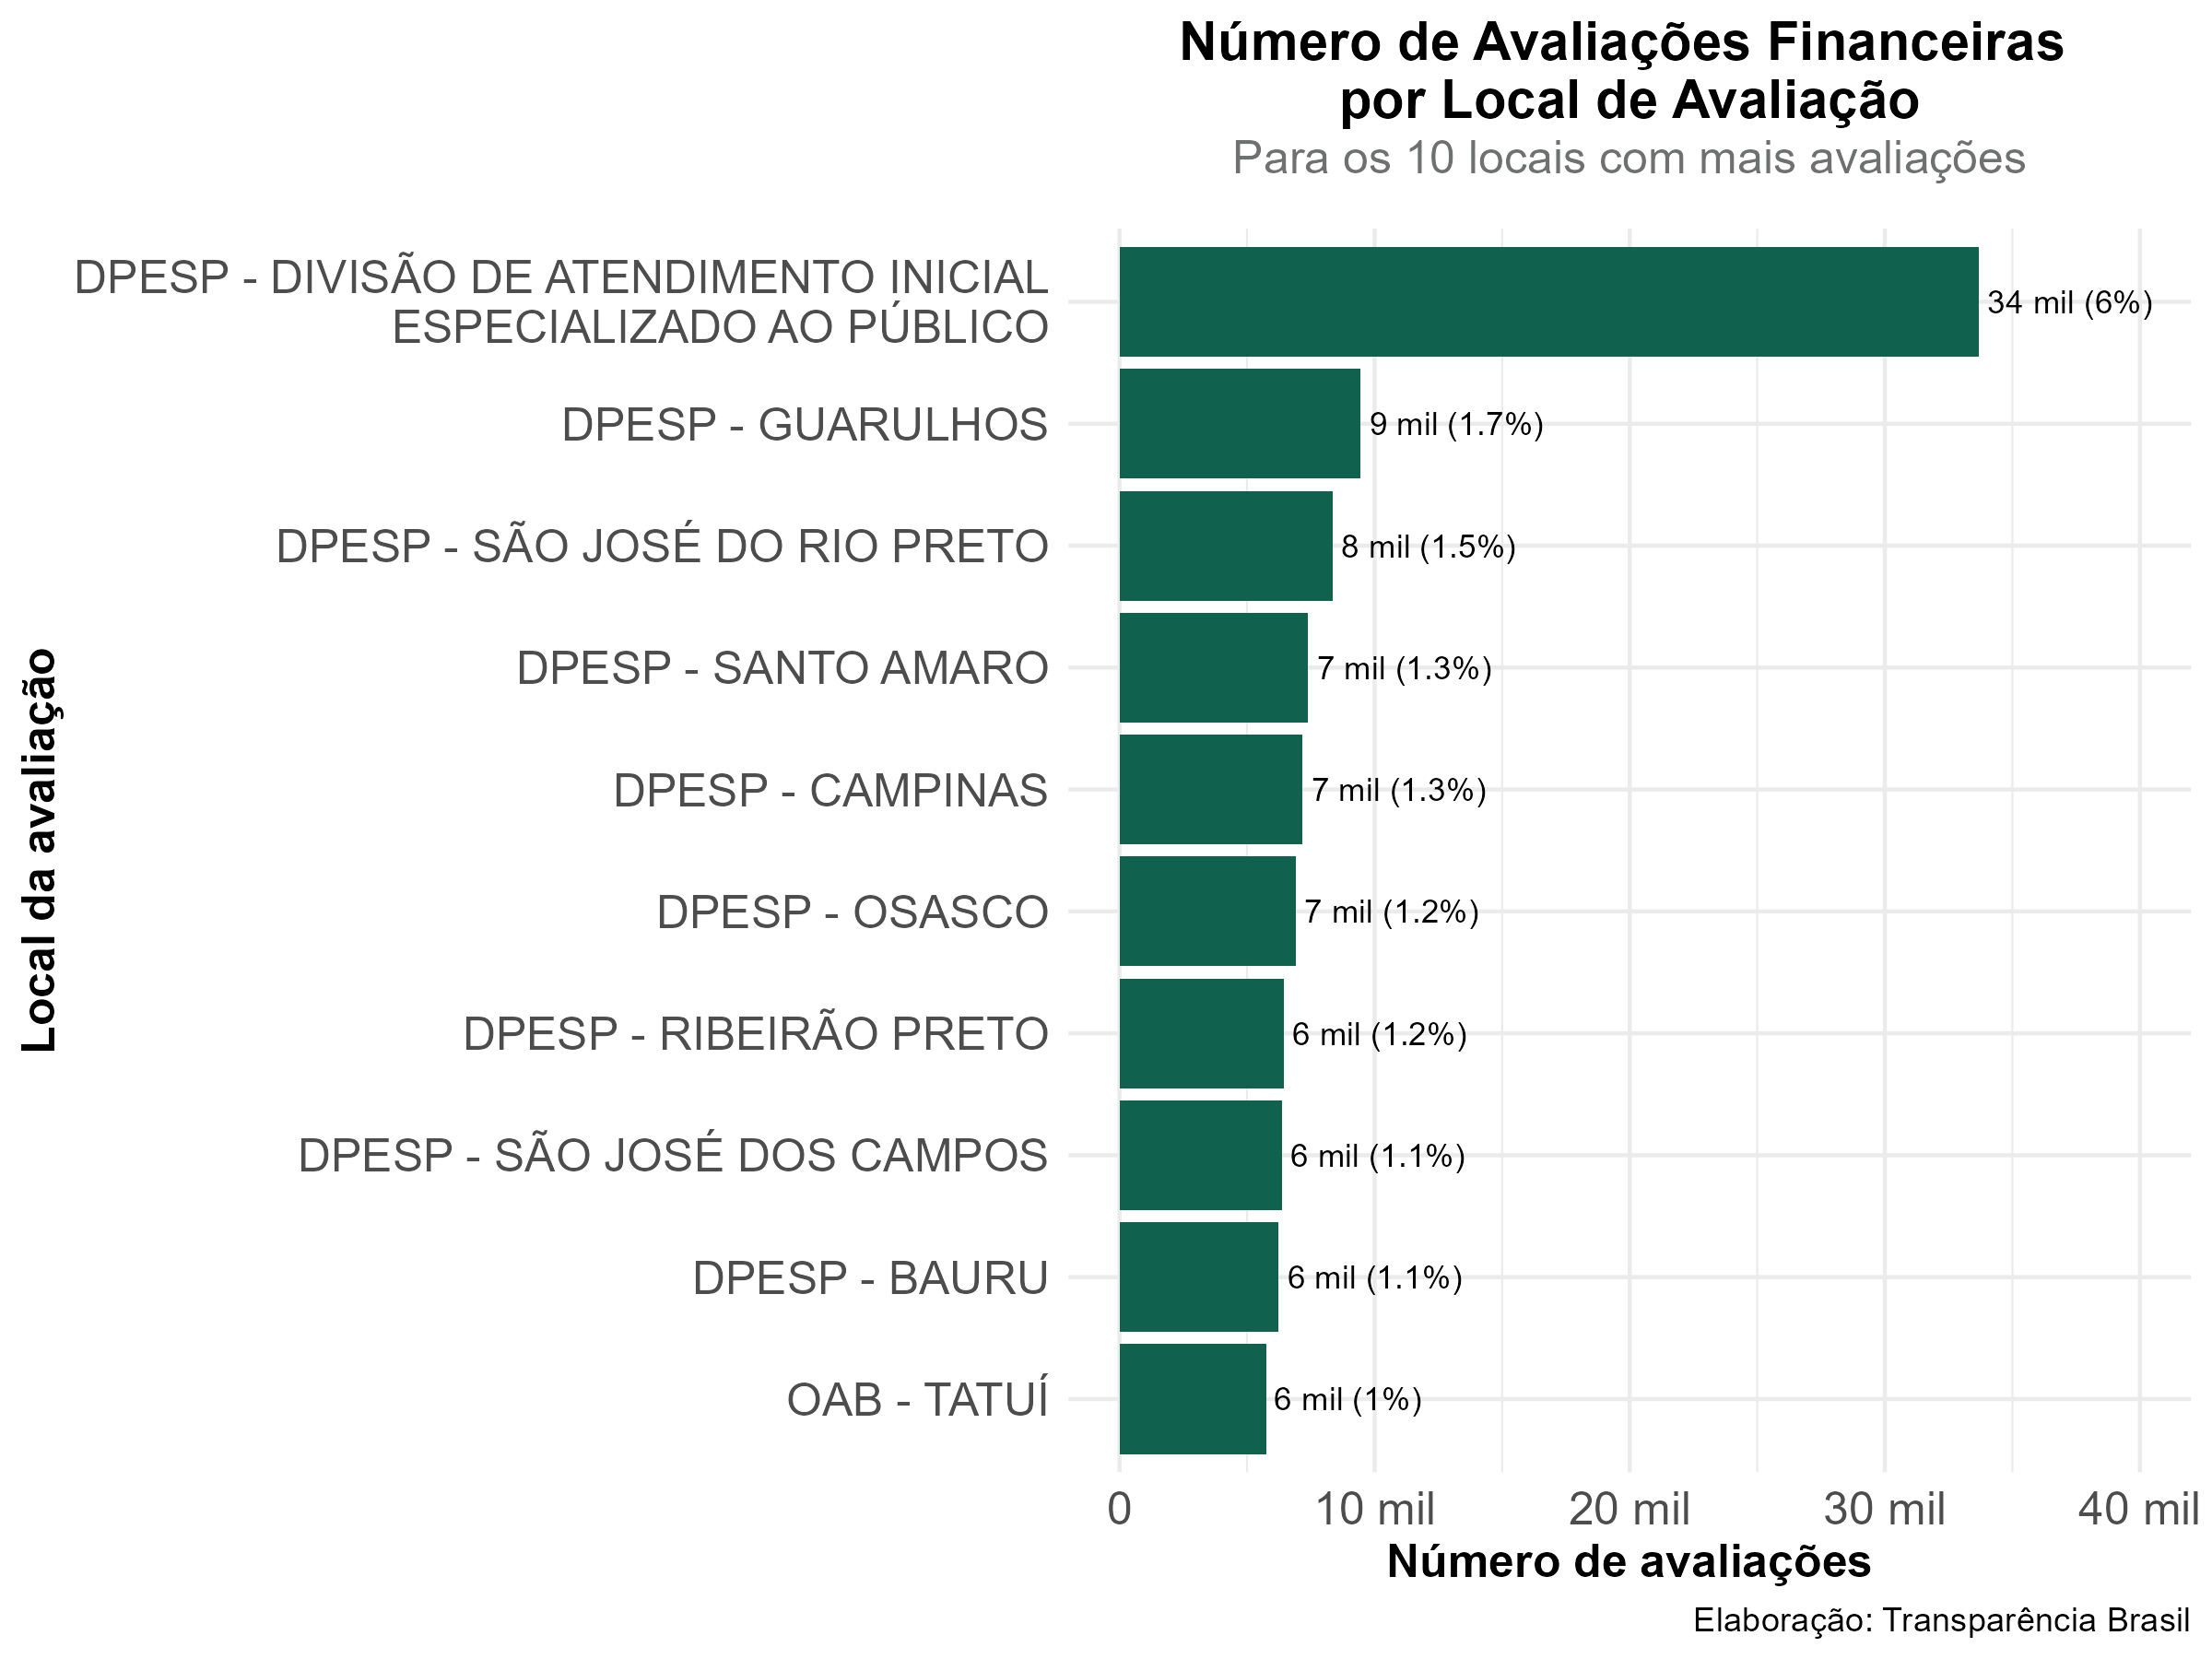 Número de Avaliações Financeiras
por Local de Avaliação
Para os 10 locais com mais avaliações
Local da avaliação
DPESP - DIVISÃO DE ATENDIMENTO INICIAL
ESPECIALIZADO AO PÚBLICO
34 mil (6%)
DPESP - GUARULHOS
9 mil (1.7%)
DPESP - SÃO JOSÉ DO RIO PRETO
8 mil (1.5%)
DPESP - SANTO AMARO
7 mil (1.3%)
DPESP - CAMPINAS
7 mil (1.3%)
DPESP - OSASCO
7 mil (1.2%)
DPESP - RIBEIRÃO PRETO
6 mil (1.2%)
DPESP - SÃO JOSÉ DOS CAMPOS
6 mil (1.1%)
DPESP - BAURU
6 mil (1.1%)
OAB - TATUÍ
6 mil (1%)
0 10 mil 20 mil 30 mil 40 mil
Número de avaliações
Elaboração: Transparência Brasil